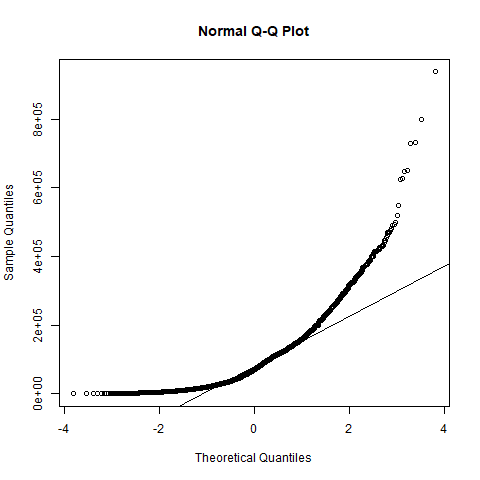 Normal Q-Q Plot
8e+05
6e+05
4e+05
2e+05
0e+00
Sample Quantiles
-4 -2 0 2 4
Theoretical Quantiles